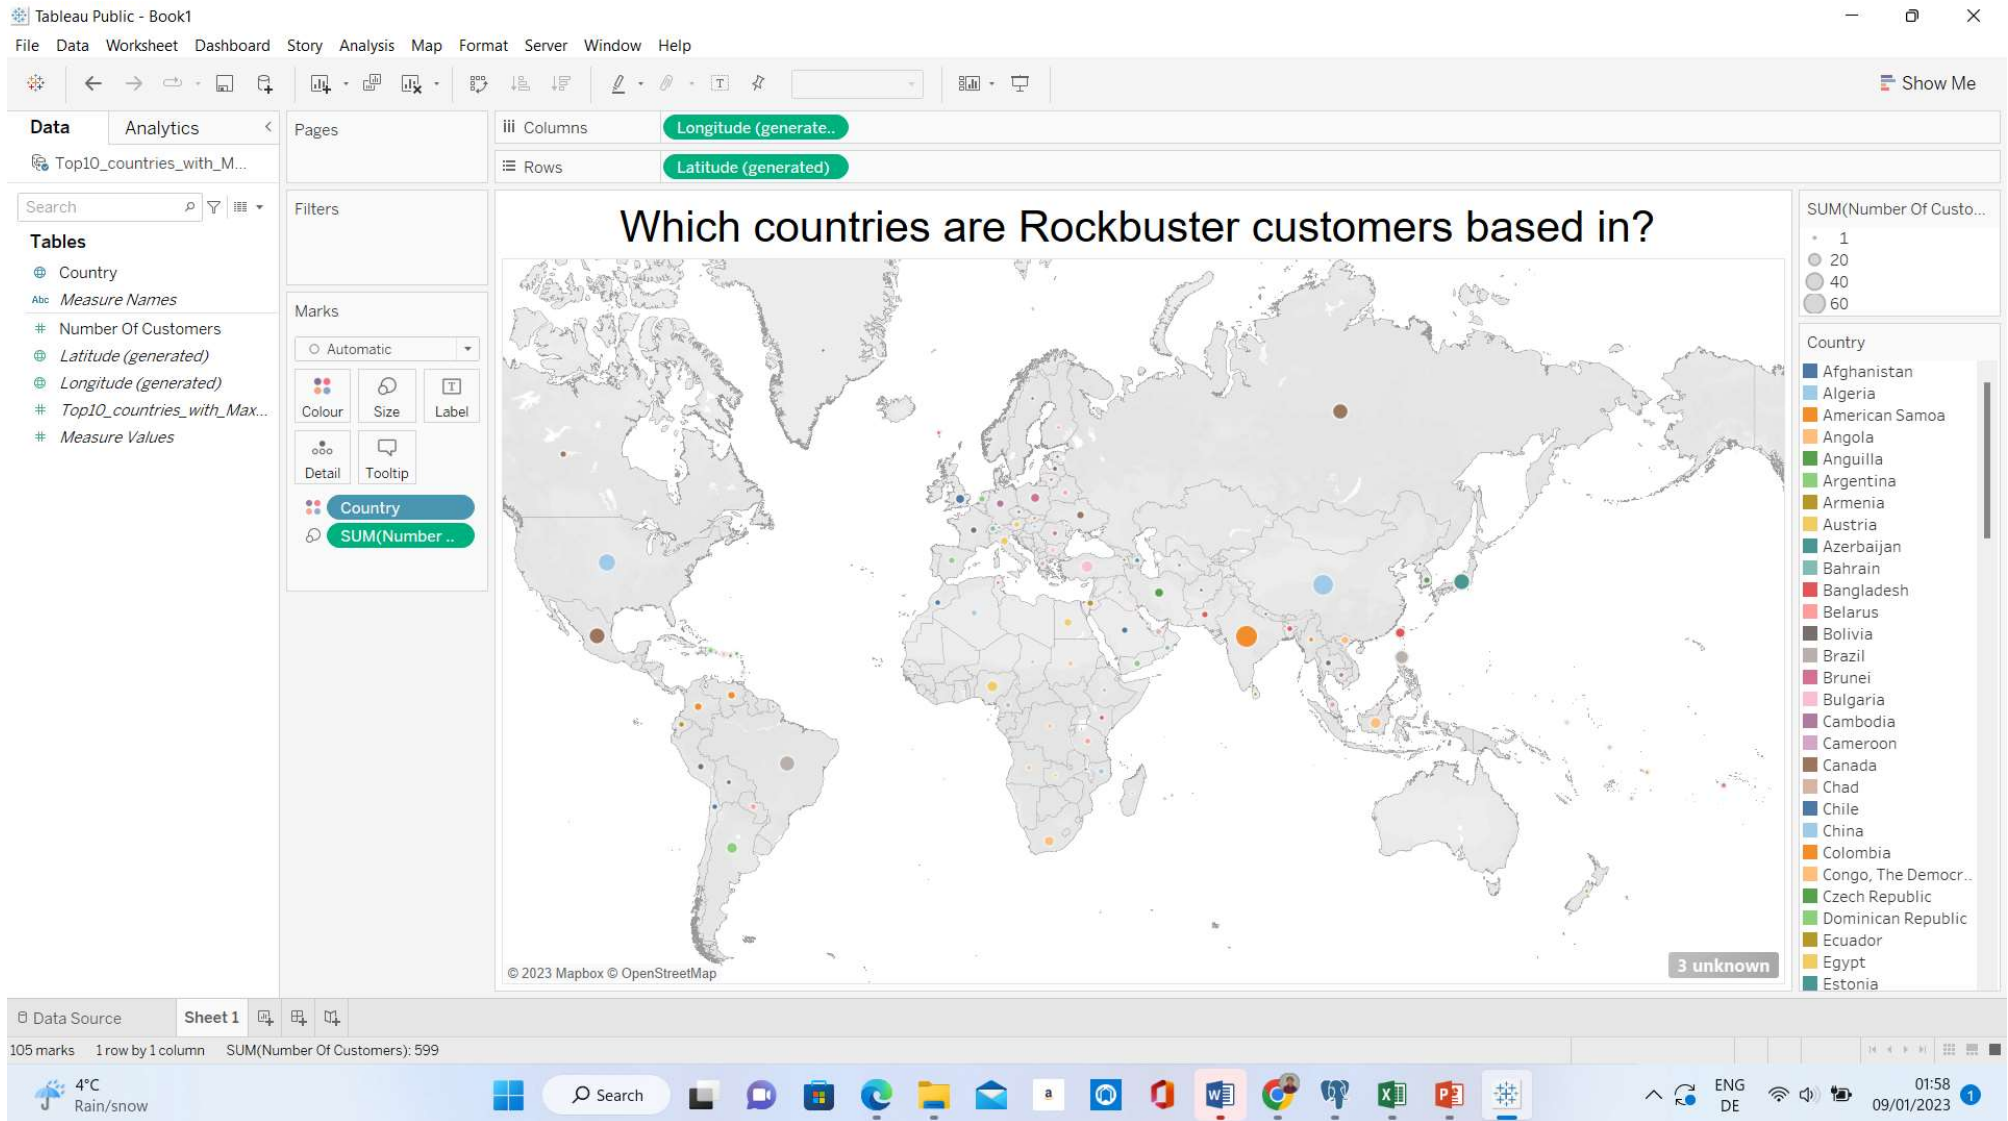 Tableau Public - Book1
File Data Worksheet Dashboard Story Analysis Map Format Server Window Help
Show Me
Data Analytics
Top10_countries_with_M...
Search
Tables
Country
Abc Measure Names
# Number Of Customers
Latitude (generated)
Longitude (generated)
# Top10_countries_with_Max...
# Measure Values
Pages
Filters
Marks
Automatic
Colour Size Label
Detail Tooltip
Country
SUM(Number ..
iii Columns Longitude (generate..
Rows Latitude (generated)
Which countries are Rockbuster customers based in?
© 2023 Mapbox © OpenStreetMap
3 unknown
SUM(Number Of Custo...
1
20
40
60
Country
Afghanistan
Algeria
American Samoa
Angola
Anguilla
Argentina
Armenia
Austria
Azerbaijan
Bahrain
Bangladesh
Belarus
Bolivia
Brazil
Brunei
Bulgaria
Cambodia
Cameroon
Canada
Chad
Chile
China
Colombia
Congo, The Democr..
Czech Republic
Dominican Republic
Ecuador
Egypt
Estonia
Data Source Sheet 1
105 marks 1 row by 1 column SUM(Number Of Customers): 599
4°C
Rain/snow
Search
ENG
DE
01:58
09/01/2023
1